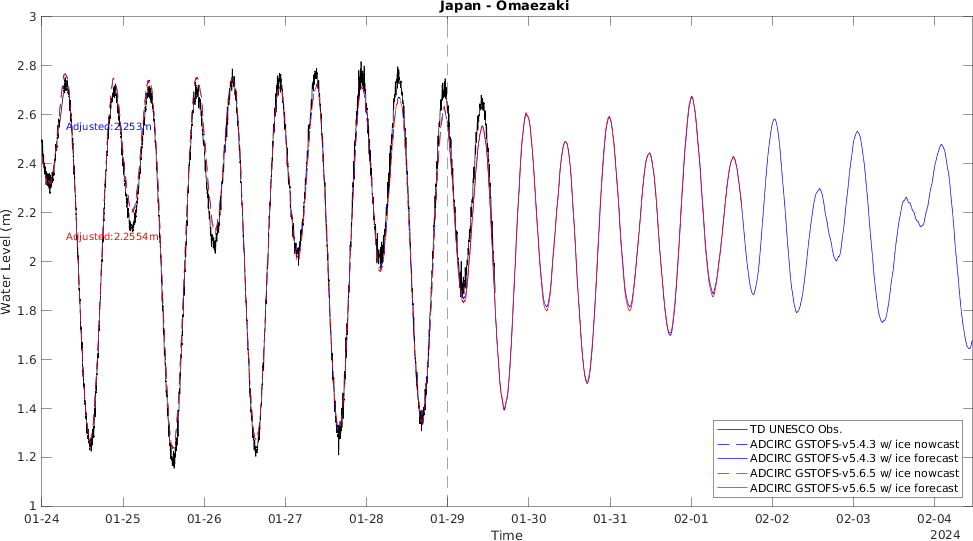 Japan - Omaezaki
3
2.8
2.6
2.4
2.2
2
1.8
1.6
1.4
1.2
1
Water Level (m)
Adjusted:2.253m
Adjusted:2.2554m
TD UNESCO Obs.
ADCIRC GSTOFS-v5.4.3 w/ ice nowcast
ADCIRC GSTOFS-v5.4.3 w/ ice forecast
ADCIRC GSTOFS-v5.6.5 w/ ice nowcast
ADCIRC GSTOFS-v5.6.5 w/ ice forecast
01-24 01-25 01-26 01-27 01-28 01-29 01-30 01-31 02-01 02-02 02-03 02-04
Time
2024